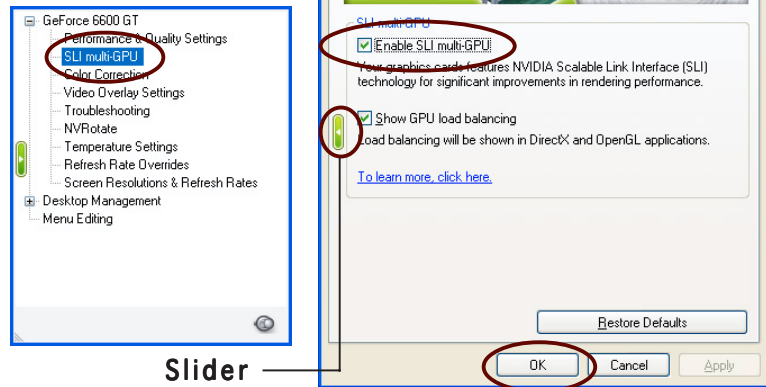 GeForce 6600 GT
Performance & Quality Settings
SLI multi-GPU
Color Correction
Video Overlay Settings
Troubleshooting
NVRotate
Temperature Settings
Refresh Rate Overrides
Screen Resolutions & Refresh Rates
Desktop Management
Menu Editing
SLI multi-GPU
Enable SLI multi-GPU
Your graphics cards features NVIDIA Scalable Link Interface (SLI)
technology for significant improvements in rendering performance.
Show GPU load balancing
Load balancing will be shown in DirectX and OpenGL applications.
To learn more, click here.
Restore Defaults
OK
Cancel
Apply
Slider